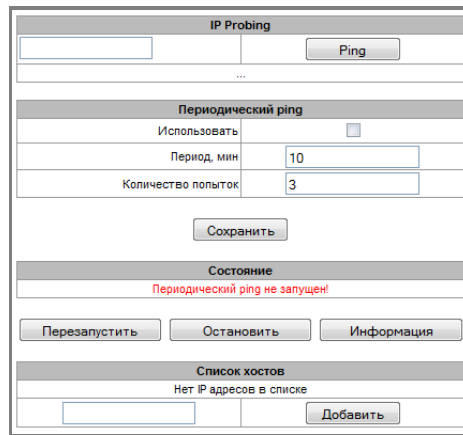 IP Probing
Ping
...
Периодический ping
Использовать
Период, мин 10
Количество попыток 3
Сохранить
Состояние
Периодический ping не запущен!
Перезапустить Остановить Информация
Список хостов
Нет IP адресов в списке
Добавить